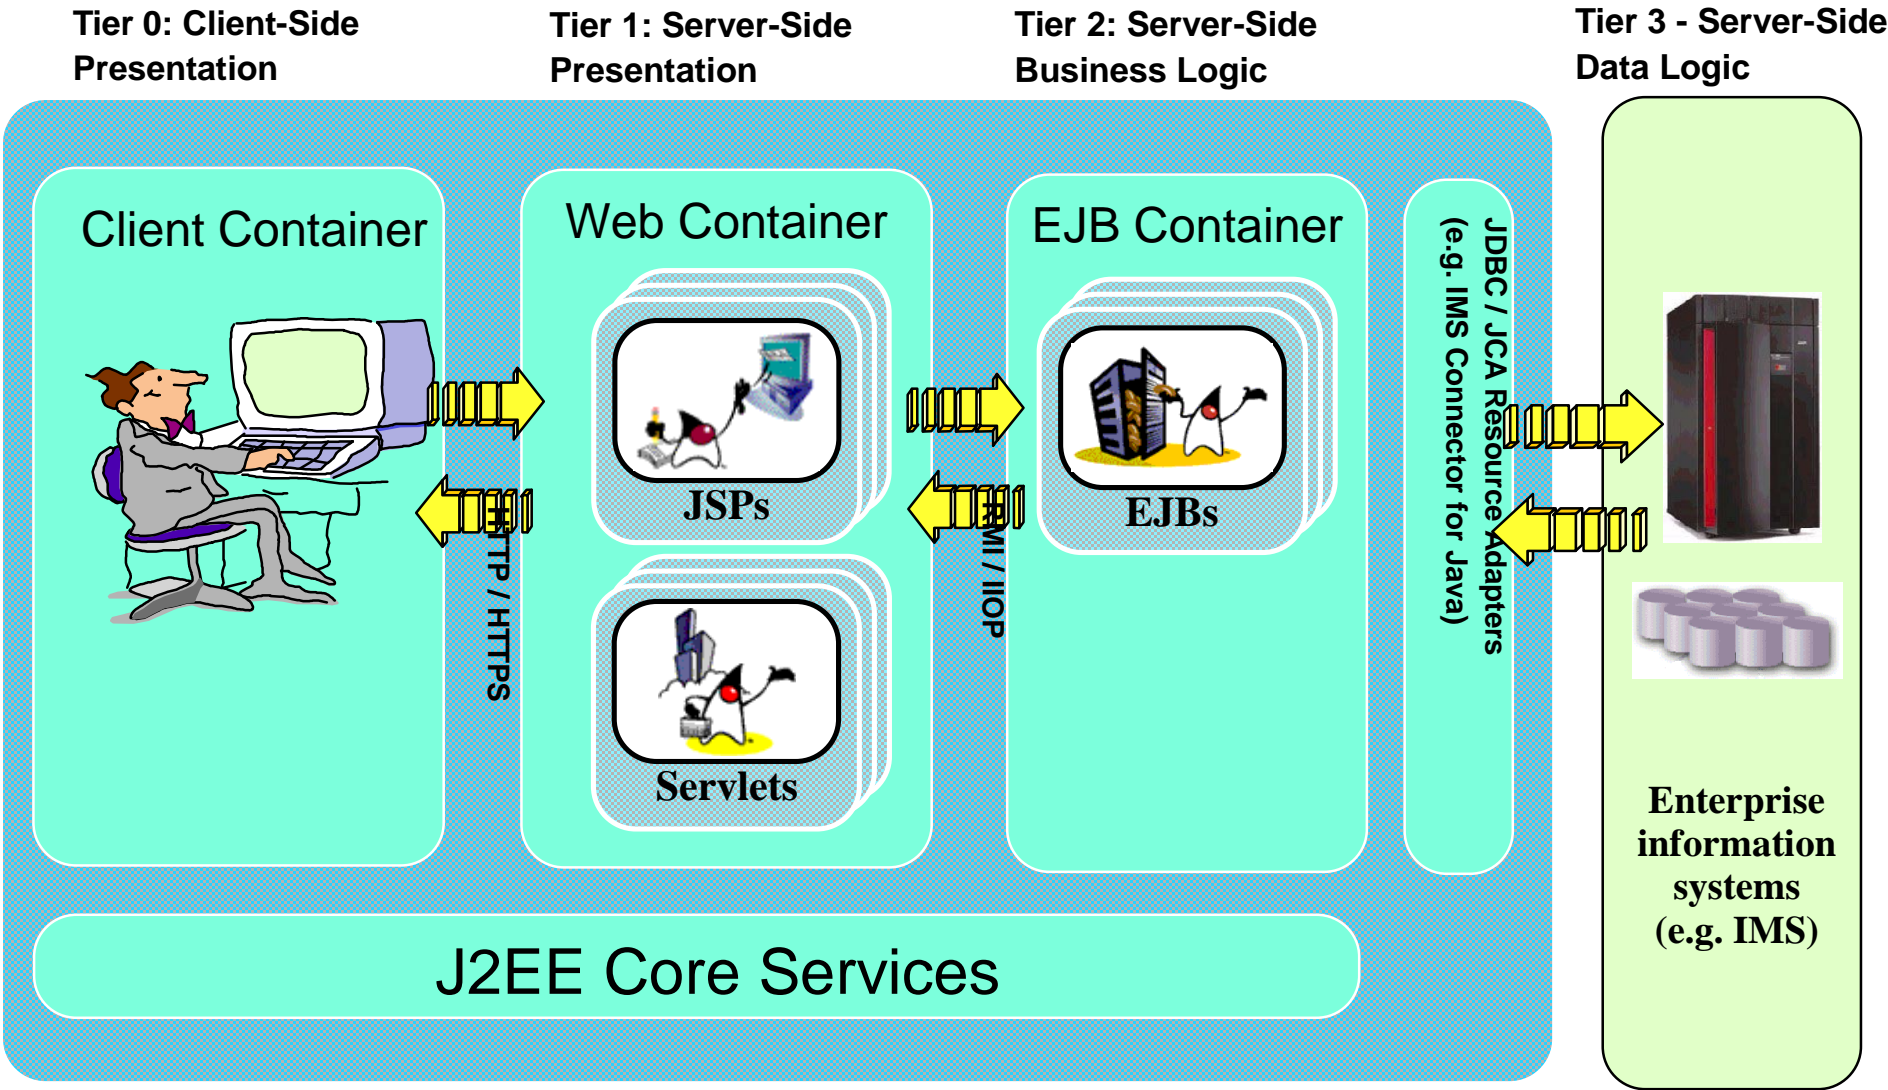 Tier 0: Client-Side
Presentation
Tier 1: Server-Side
Presentation
Tier 2: Server-Side
Business Logic
Tier 3 - Server-Side
Data Logic
Client Container
Web Container
EJB Container
JSPs
Servlets
EJBs
HTTP / HTTPS
RMI / IIOP
JDBC / JCA Resource Adapters
(e.g. IMS Connector for Java)
Enterprise
information
systems
(e.g. IMS)
J2EE Core Services